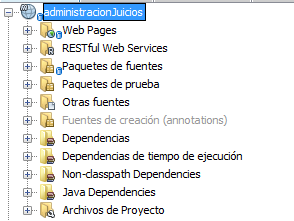 administracionJuicios
Web Pages
RESTful Web Services
Paquetes de fuentes
Paquetes de prueba
Otras fuentes
Fuentes de creación (annotations)
Dependencias
Dependencias de tiempo de ejecución
Non-classpath Dependencies
Java Dependencies
Archivos de Proyecto